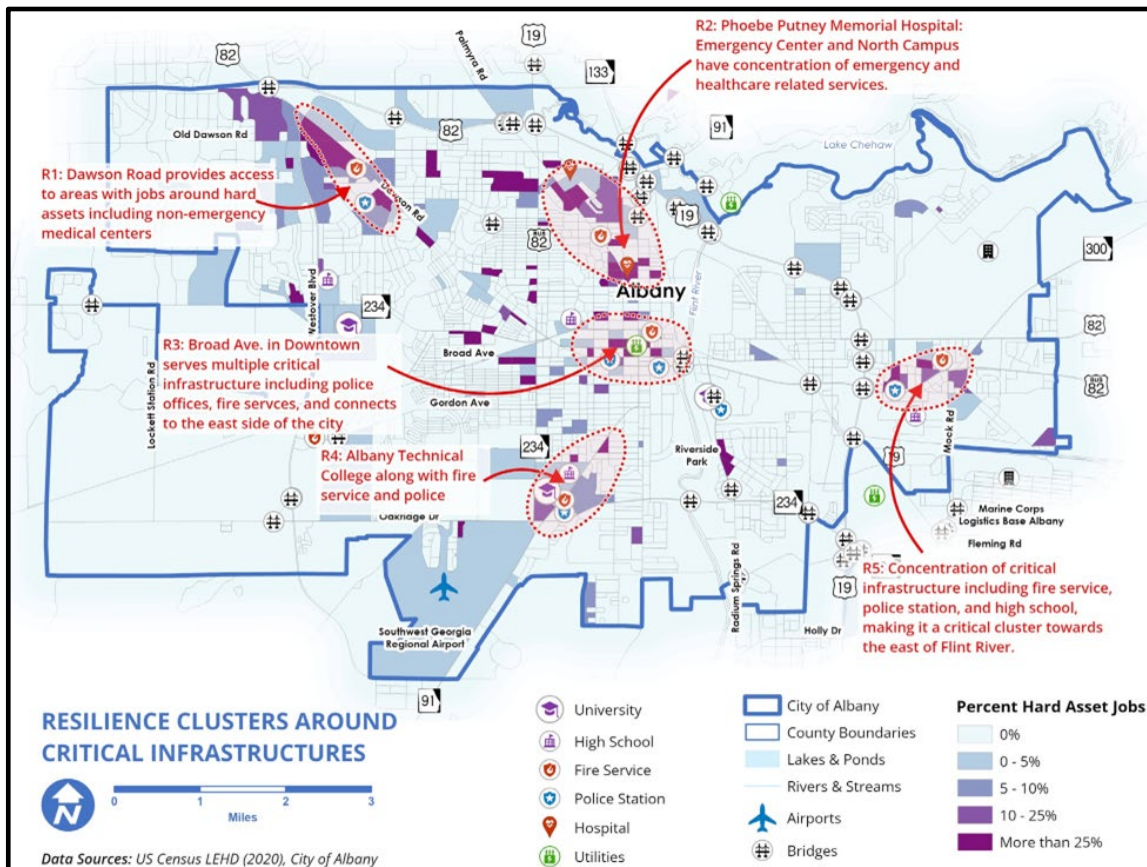 82
Palmyra Rd
19
133
R2: Phoebe Putney Memorial Hospital:
Emergency Center and North Campus
have concentration of emergency and
healthcare related services.
Old Dawson Rd
82
91
Lake Chehaw
R1: Dawson Road provides access
to areas with jobs around hard
assets including non-emergency
medical centers
Dawson Rd
19
BUS
82
300
Albany
Flint River
Westover Blvd
234
82
R3: Broad Ave. in Downtown
serves multiple critical
infrastructure including police
offices, fire servces, and connects
to the east side of the city
Broad Ave
Gordon Ave
BUS
82
Lockett Station Rd
Mock Rd
234
R4: Albany Technical
College along with fire
service and police
Riverside
Park
19
Oakridge Dr
234
Marine Corps
Logistics Base Albany
Fleming Rd
19
R5: Concentration of critical
infrastructure including fire service,
police station, and high school,
making it a critical cluster towards
the east of Flint River.
Radium Springs Rd
Holly Dr
Southwest Georgia
Regional Airport
91
RESILIENCE CLUSTERS AROUND
CRITICAL INFRASTRUCTURES
N
0 1 2 3
Miles
Data Sources: US Census LEHD (2020), City of Albany
University
High School
Fire Service
Police Station
Hospital
Utilities
City of Albany
County Boundaries
Lakes & Ponds
Rivers & Streams
Airports
Bridges
Percent Hard Asset Jobs
0%
0 - 5%
5 - 10%
10 - 25%
More than 25%